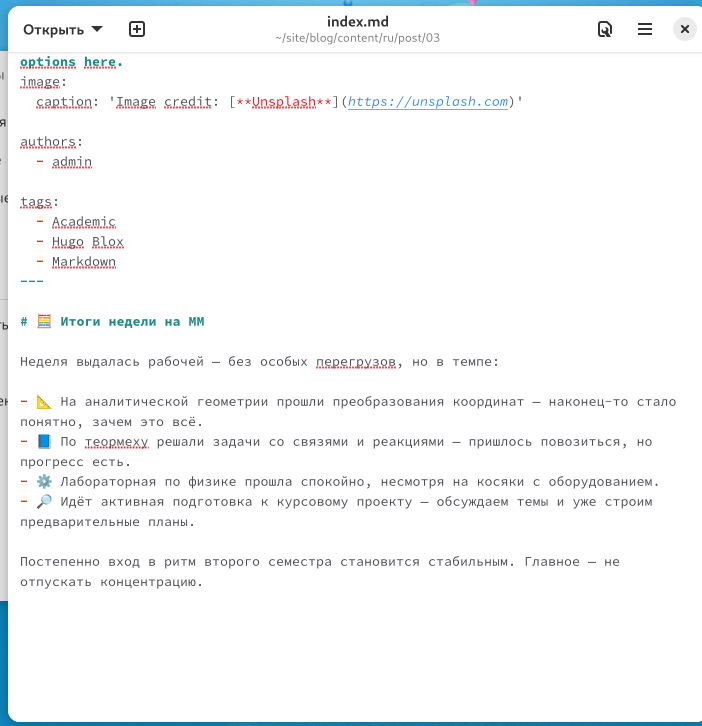 Открыть
index.md
~/site/blog/content/ru/post/03
options here.
image:
  caption: 'Image credit: [**Unsplash**](https://unsplash.com)'

authors:
  - admin

tags:
  - Academic
  - Hugo Blox
  - Markdown
---

# 🧮 Итоги недели на ММ

Неделя выдалась рабочей — без особых перегрузов, но в темпе:

- 📐 На аналитической геометрии прошли преобразования координат — наконец-то стало
понятно, зачем это всё.
- 📘 По теормеху решали задачи со связями и реакциями — пришлось повозиться, но
прогресс есть.
- ⚙️ Лабораторная по физике прошла спокойно, несмотря на косяки с оборудованием.
- 🔎 Идёт активная подготовка к курсовому проекту — обсуждаем темы и уже строим
предварительные планы.

Постепенно вход в ритм второго семестра становится стабильным. Главное — не
отпускать концентрацию.